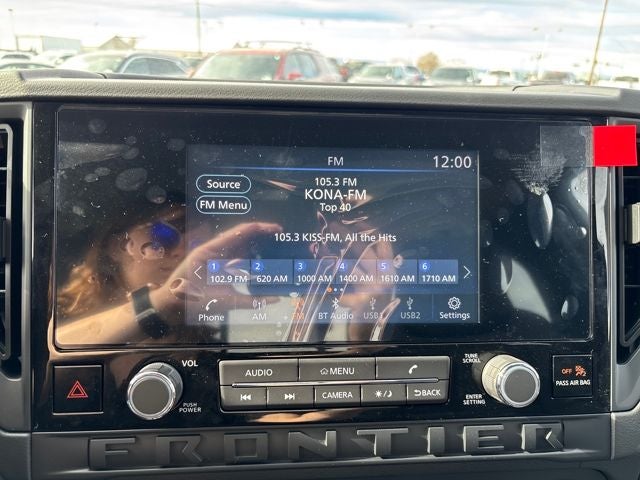 FM 12:00
Source
105.3 FM
KONA-FM
FM Menu
Top 40
105.3 KISS-FM, All the Hits
1 2 3 4 5 6
102.9 FM 620 AM 1000 AM 1400 AM 1610 AM 1710 AM
Phone AM FM BT Audio USB1 USB2 Settings
VOL
PUSH
POWER
AUDIO MENU
CAMERA BACK
TUNE
SCROLL
ENTER
SETTING
OFF
PASS AIR BAG
FRONTIER